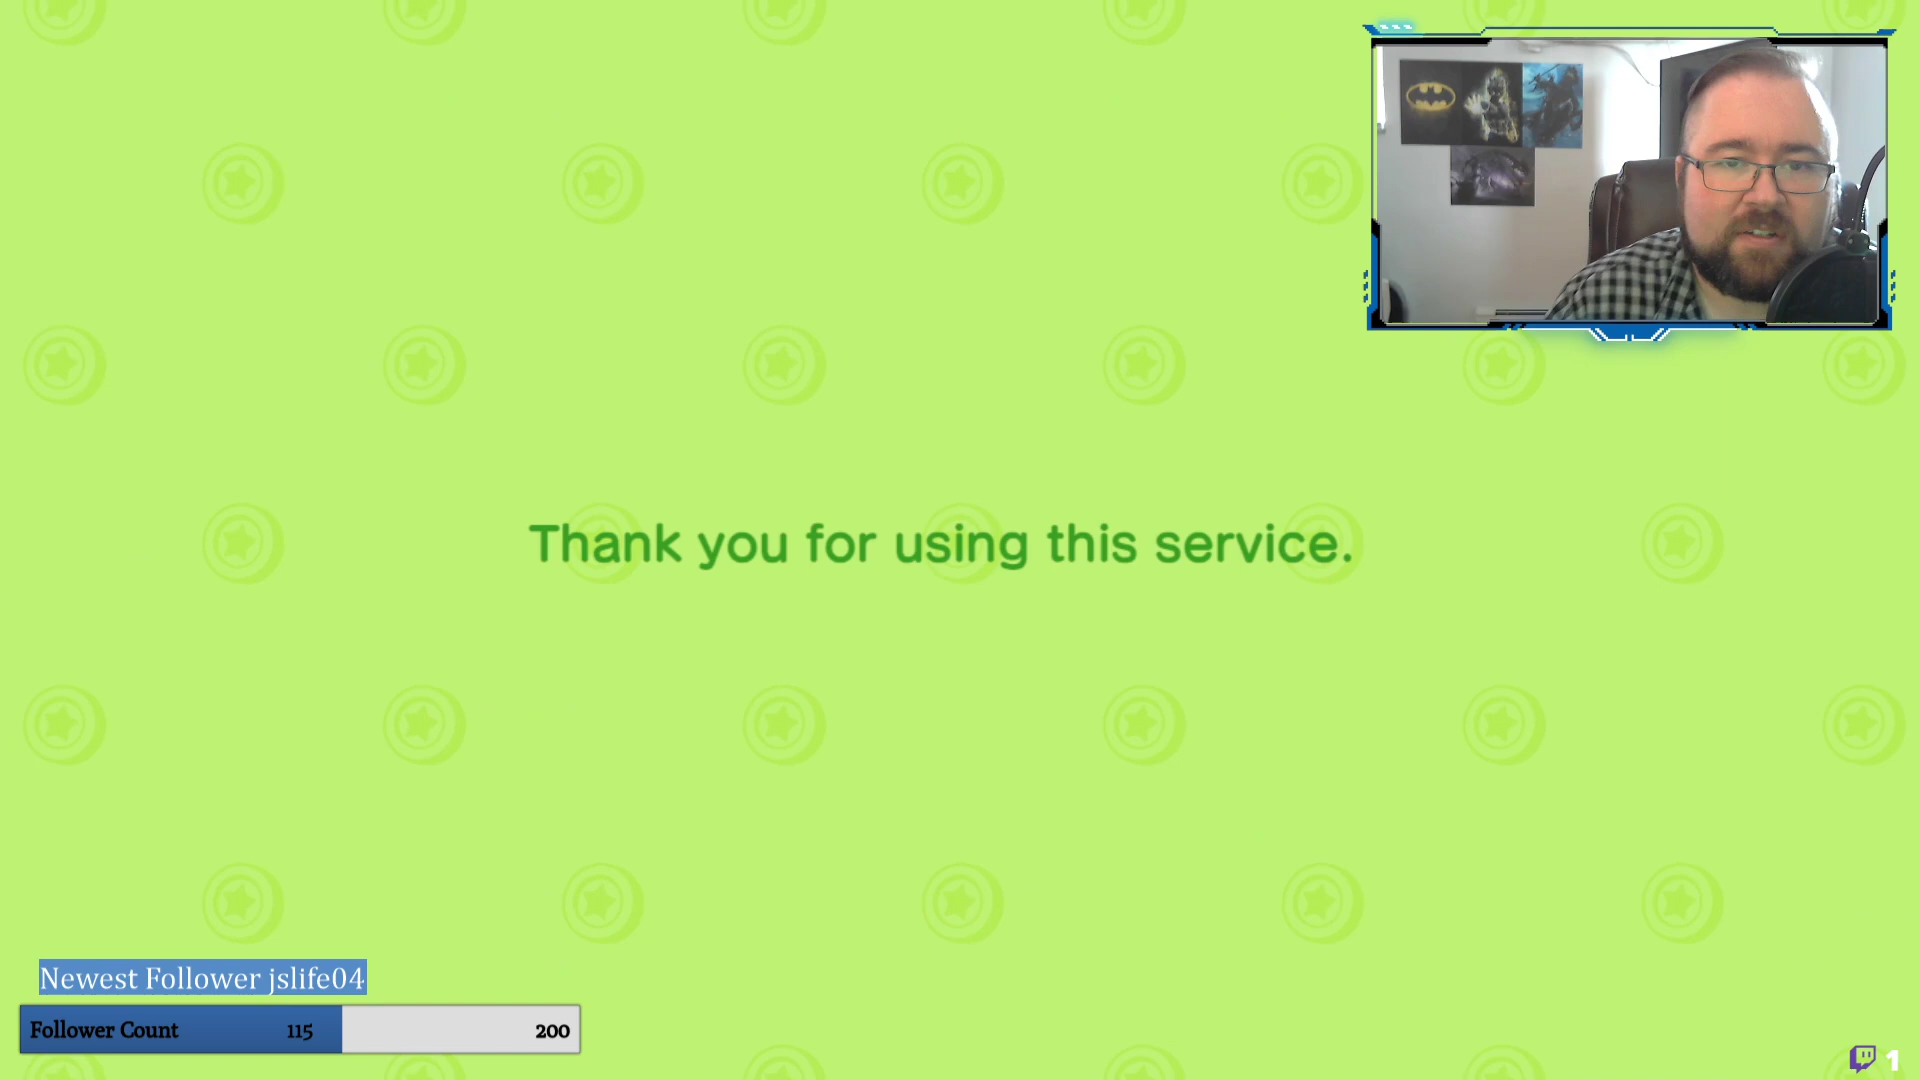 Thank you for using this service.
Newest Follower jslife04
Follower Count 115 200
1